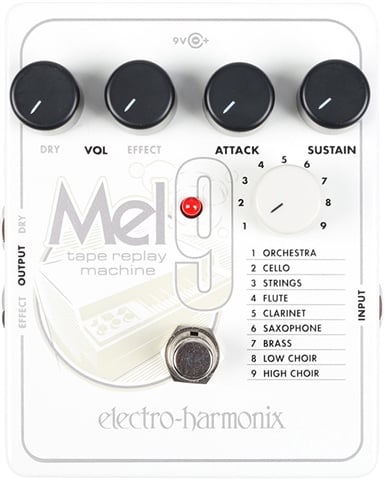 9V +
DRY VOL EFFECT ATTACK SUSTAIN
1 2 3 4 5 6 7 8 9
Mel9
tape replay
machine
EFFECT OUTPUT DRY
INPUT
1 ORCHESTRA
2 CELLO
3 STRINGS
4 FLUTE
5 CLARINET
6 SAXOPHONE
7 BRASS
8 LOW CHOIR
9 HIGH CHOIR
electro-harmonix